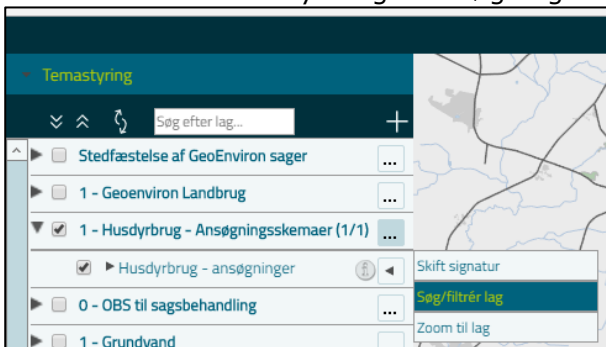 Temastyring
Søg efter lag...
Stedfæstelse af GeoEnviron sager ...
1 - Geoenviron Landbrug ...
1 - Husdyrbrug - Ansøgningsskemaer (1/1) ...
Husdyrbrug - ansøgninger
Skift signatur
Søg/filtrér lag
Zoom til lag
0 - OBS til sagsbehandling ...
1 - Grundvand